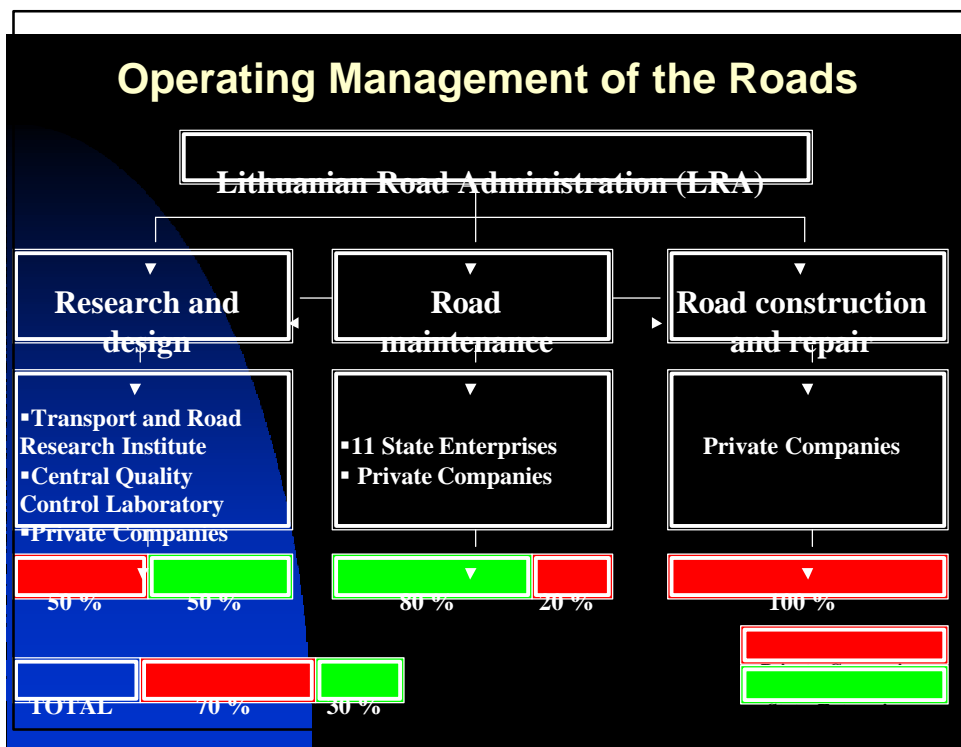 Operating Management of the Roads
Lithuanian Road Administration (LRA)
Research and
design
Road
maintenance
Road construction
and repair
▪Transport and Road
Research Institute
▪Central Quality
Control Laboratory
▪Private Companies
▪11 State Enterprises
▪ Private Companies
Private Companies
50 %
50 %
80 %
20 %
100 %
TOTAL
70 %
30 %